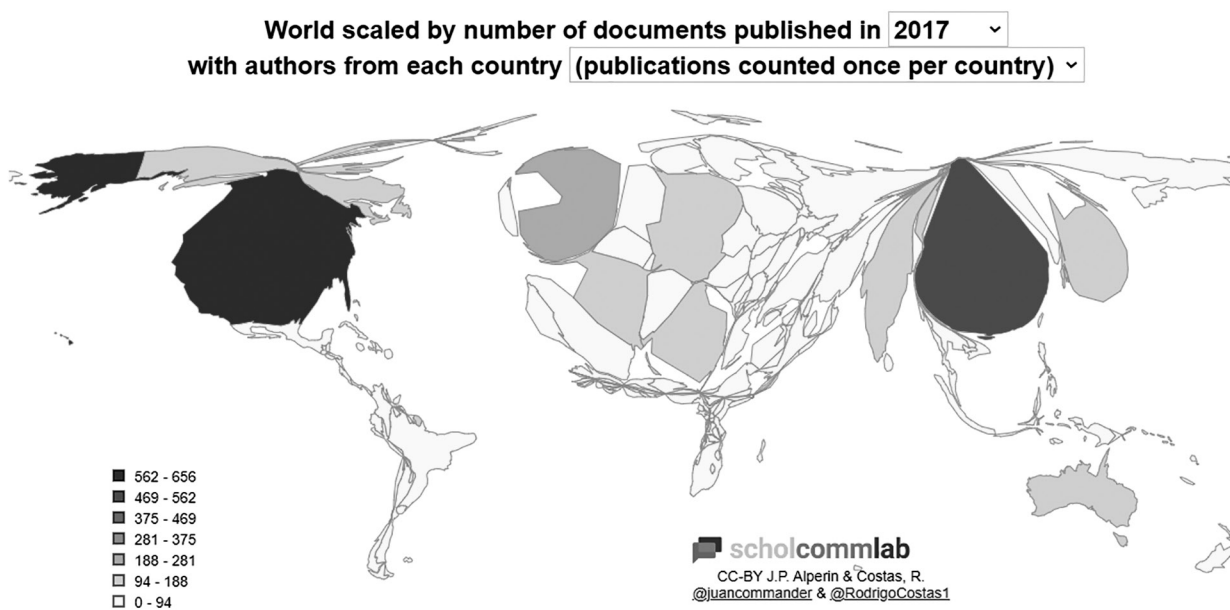 World scaled by number of documents published in 2017
with authors from each country (publications counted once per country)
562 - 656
469 - 562
375 - 469
281 - 375
188 - 281
94 - 188
0 - 94
scholcommlab
CC-BY J.P. Alperin & Costas, R.
@juancommander & @RodrigoCostas1